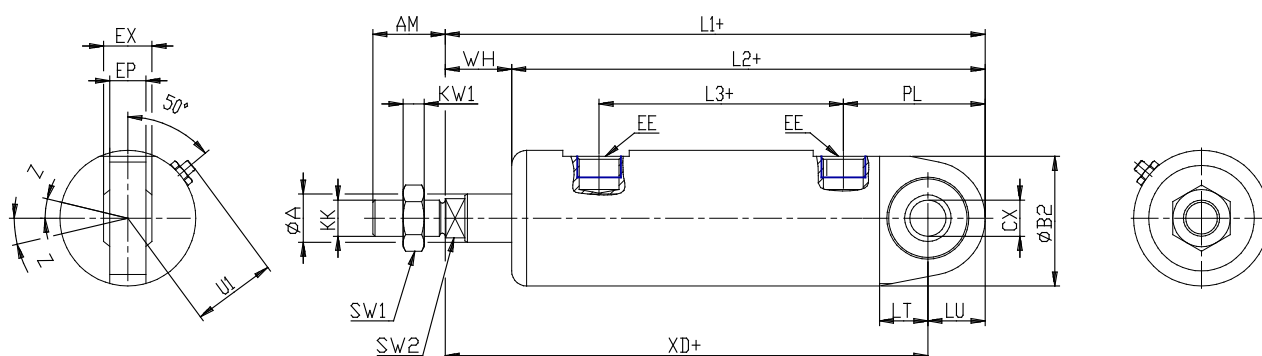 EX
EP
50°
Z
Z
U1
AM
L1+
WH
L2+
KW1
L3+
PL
EE
EE
ØA
KK
CX
ØB2
SW1
SW2
LT
LU
XD+